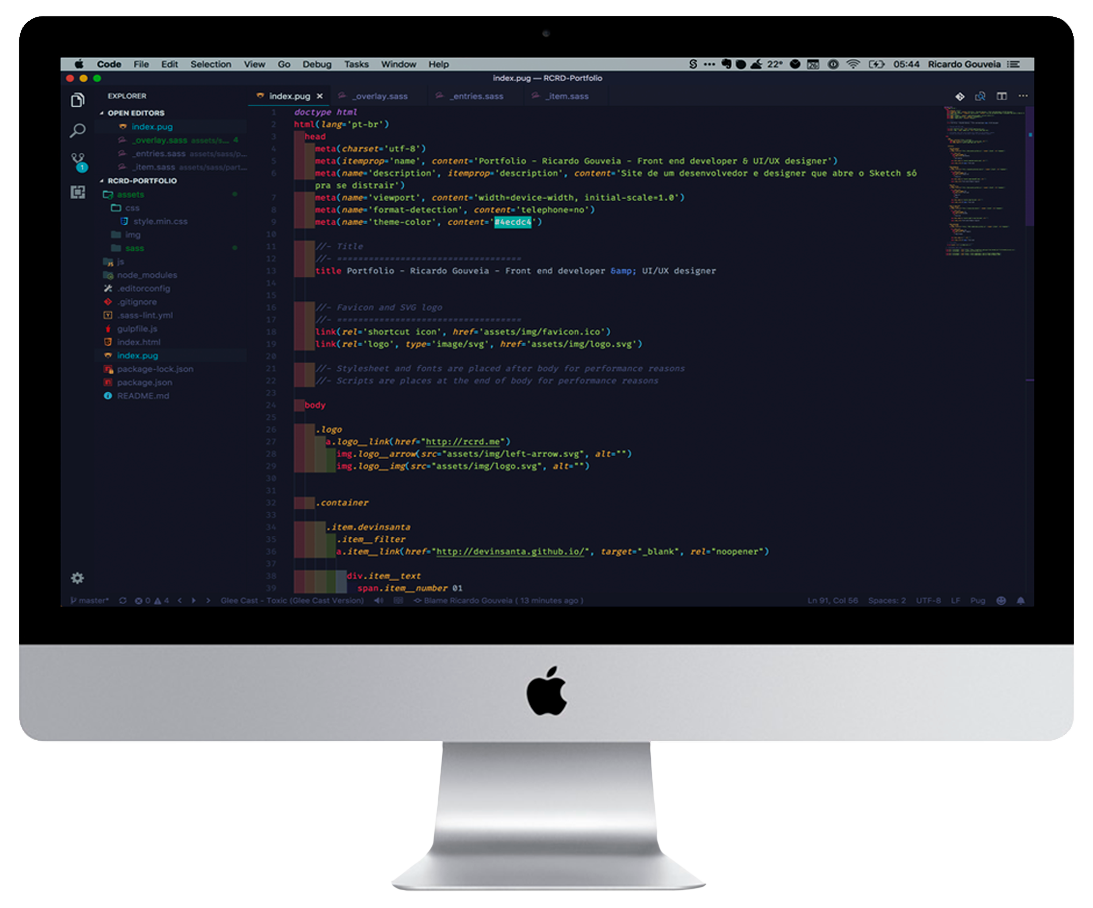 Code File Edit Selection View Go Debug Tasks Window Help 22° 05:44 Ricardo Gouveia
index.pug — RCRD-Portfolio
EXPLORER
OPEN EDITORS
index.pug
_overlay.sass assets/s... 4
_entries.sass assets/sass/p...
_item.sass assets/sass/part...
RCRD-PORTFOLIO
assets
css
style.min.css
img
sass
js
node_modules
.editorconfig
.gitignore
.sass-lint.yml
gulpfile.js
index.html
index.pug
package-lock.json
package.json
README.md
1
index.pug × _overlay.sass _entries.sass _item.sass
1 doctype html
2 html(lang='pt-br')
3 head
4 meta(charset='utf-8')
5 meta(itemprop='name', content='Portfolio - Ricardo Gouveia - Front end developer & UI/UX designer')
6 meta(name='description', itemprop='description', content='Site de um desenvolvedor e designer que abre o Sketch só
pra se distrair')
7 meta(name='viewport', content='width=device-width, initial-scale=1.0')
8 meta(name='format-detection', content='telephone=no')
9 meta(name='theme-color', content='#4ecdc4')
10
11 //- Title
12 //- ===================================
13 title Portfolio - Ricardo Gouveia - Front end developer &amp; UI/UX designer
14
15
16 //- Favicon and SVG logo
17 //- ===================================
18 link(rel='shortcut icon', href='assets/img/favicon.ico')
19 link(rel='logo', type='image/svg', href='assets/img/logo.svg')
20
21 //- Stylesheet and fonts are placed after body for performance reasons
22 //- Scripts are places at the end of body for performance reasons
23
24 body
25
26 .logo
27 a.logo__link(href="http://rcrd.me")
28 img.logo__arrow(src="assets/img/left-arrow.svg", alt="")
29 img.logo__img(src="assets/img/logo.svg", alt="")
30
31
32 .container
33
34 .item.devinsanta
35 .item__filter
36 a.item__link(href="http://devinsanta.github.io/", target="_blank", rel="noopener")
37
38 div.item__text
39 span.item__number 01
master* 0 4 Glee Cast - Toxic (Glee Cast Version) Blame Ricardo Gouveia ( 13 minutes ago ) Ln 91, Col 56 Spaces: 2 UTF-8 LF Pug